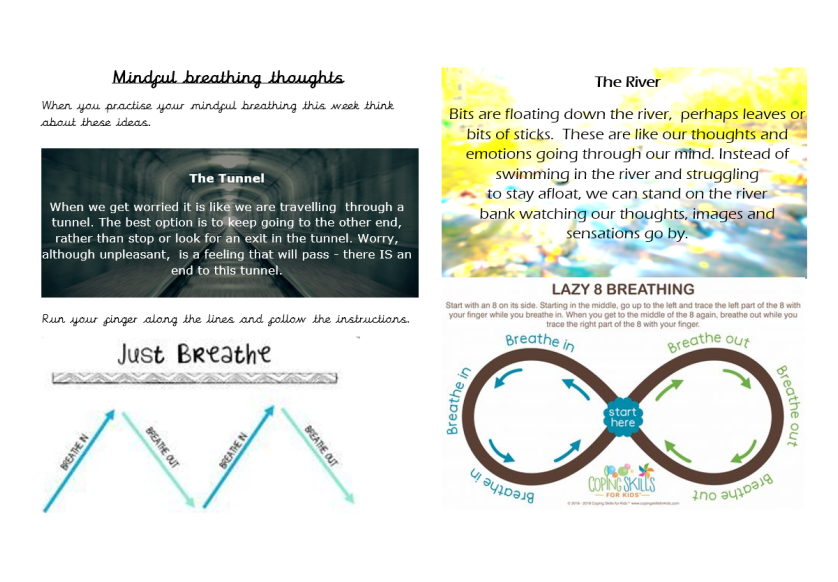 Mindful breathing thoughts
When you practise your mindful breathing this week think
about these ideas.
The Tunnel
When we get worried it is like we are travelling through a
tunnel. The best option is to keep going to the other end,
rather than stop or look for an exit in the tunnel. Worry,
although unpleasant, is a feeling that will pass - there IS an
end to this tunnel.
Run your finger along the lines and follow the instructions.
Just Breathe
BREATHE IN
BREATHE OUT
BREATHE IN
BREATHE OUT
The River
Bits are floating down the river, perhaps leaves or
bits of sticks. These are like our thoughts and
emotions going through our mind. Instead of
swimming in the river and struggling
to stay afloat, we can stand on the river
bank watching our thoughts, images and
sensations go by.
LAZY 8 BREATHING
Start with an 8 on its side. Starting in the middle, go up to the left and trace the left part of the 8 with
your finger while you breathe in. When you get to the middle of the 8 again, breathe out while you
trace the right part of the 8 with your finger.
Breathe in
Breathe out
Breathe in
Breathe out
start
here
Breathe in
Breathe out
COPING SKILLS
FOR KIDS
© 2016 - 2018 Coping Skills for Kids™ www.copingskillsforkids.com